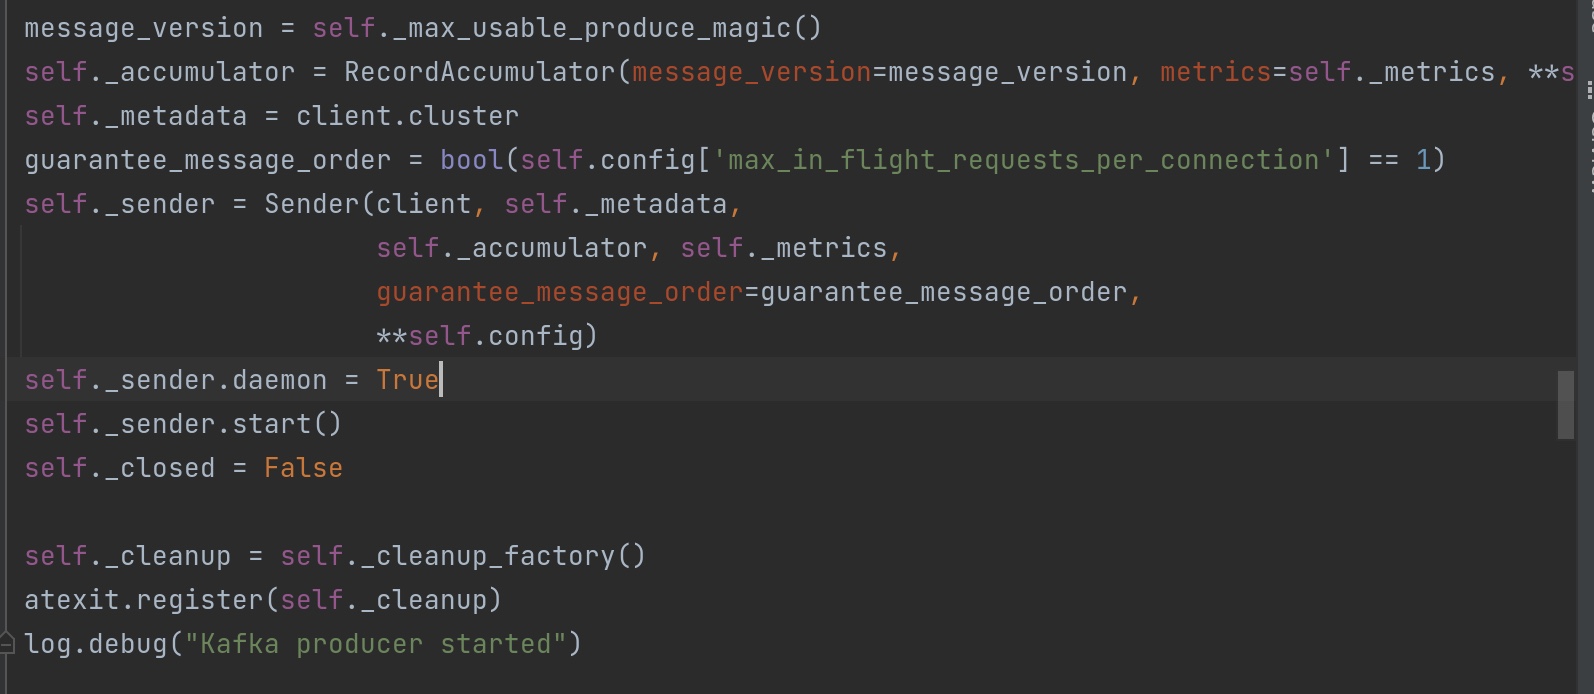 message_version = self._max_usable_produce_magic()
self._accumulator = RecordAccumulator(message_version=message_version, metrics=self._metrics, **s
self._metadata = client.cluster
guarantee_message_order = bool(self.config['max_in_flight_requests_per_connection'] == 1)
self._sender = Sender(client, self._metadata,
self._accumulator, self._metrics,
guarantee_message_order=guarantee_message_order,
**self.config)
self._sender.daemon = True
self._sender.start()
self._closed = False
self._cleanup = self._cleanup_factory()
atexit.register(self._cleanup)
log.debug("Kafka producer started")